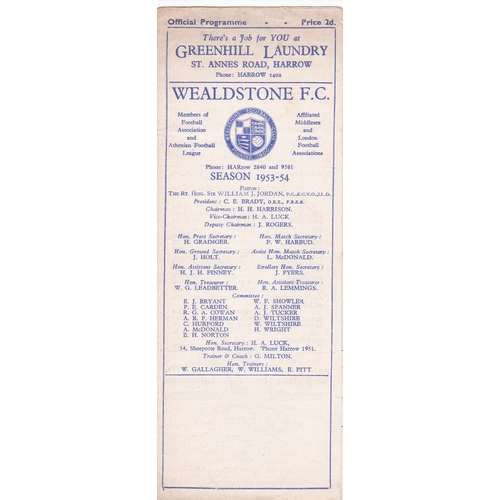 Official Programme - - Price 2d.
There's a Job for YOU at
GREENHILL LAUNDRY
ST. ANNES ROAD, HARROW
Phone: HARROW 1402
WEALDSTONE F.C.
Members of Football Association and Athenian Football League
Affiliated Middlesex and London Football Associations
Phone: HARrow 2840 and 9581
SEASON 1953-54
Patron:
THE RT. HON. SIR WILLIAM J. JORDAN, P.C., K.C.V.O., LL.D.
President: C. E. BRADY, O.B.E.,
Chairman: H. H. HARRISON.
Vice-Chairman: H. A. LUCK
Deputy Chairman: J. ROGERS.
Hon. Press Secretary: Hon. Match Secretary:
H. GRAINGER. P. W. HARBUD.
Hon. Ground Secretary: Assist Hon. Match Secretary:
J. HOLT. L. McDONALD.
Hon. Assistant Secretary: Strollers Hon. Secretary:
H. J. H. PINNEY. J. PYERS.
Hon. Treasurer: Hon. Assistant Treasurer:
W. G. LEADBETTER. R. A. LEMMINGS.
Committee:
E. J. BRYANT W. F. SHOWLER
P. E. CARDEN. A. J. SPANNER
R. G. A. COWAN A. J. TUCKER
A. R. P. HERMAN D. WILTSHIRE
C. HURFORD W. WILTSHIRE
A. McDONALD H. WRIGHT
E. H. NORTON
Hon. Secretary: H. A. LUCK,
54, Sheepcote Road, Harrow. 'Phone Harrow 1951.
Trainer & Coach: G. MILTON.
Hon. Trainers:
W. GALLAGHER, W. WILLIAMS, E. PITT.